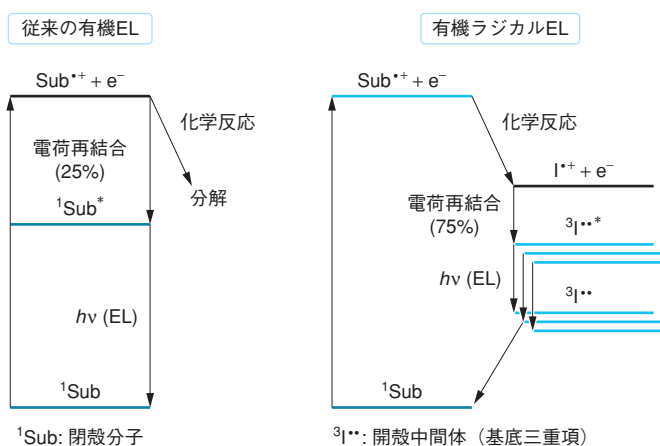 従来の有機EL
Sub•+ + e−
化学反応
電荷再結合
(25%)
分解
1Sub*
hν (EL)
1Sub
1Sub: 閉殻分子
有機ラジカルEL
Sub•+ + e−
化学反応
I•+ + e−
電荷再結合
(75%)
3I••*
hν (EL)
3I••
1Sub
3I••: 開殻中間体（基底三重項）